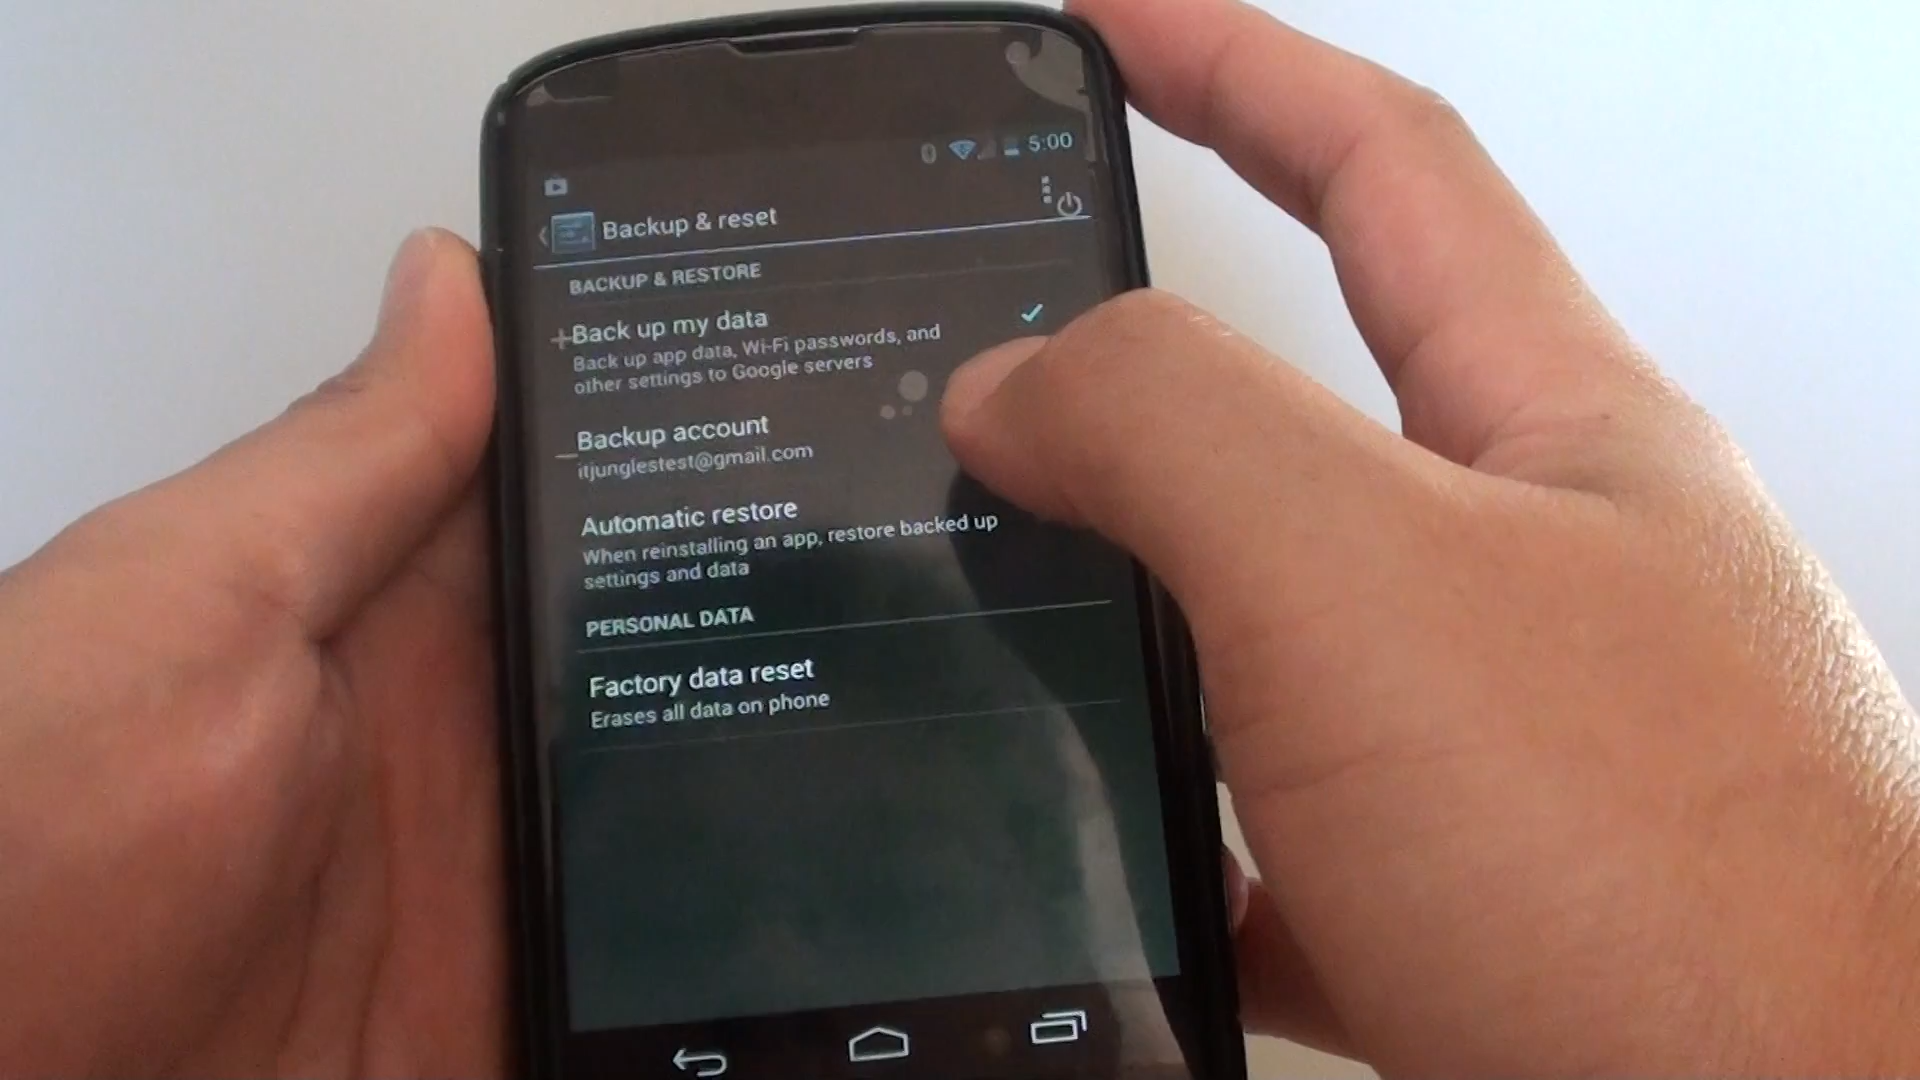 5:00
Backup & reset
BACKUP & RESTORE
Back up my data
Back up app data, Wi-Fi passwords, and
other settings to Google servers
Backup account
itjunglestest@gmail.com
Automatic restore
When reinstalling an app, restore backed up
settings and data
PERSONAL DATA
Factory data reset
Erases all data on phone